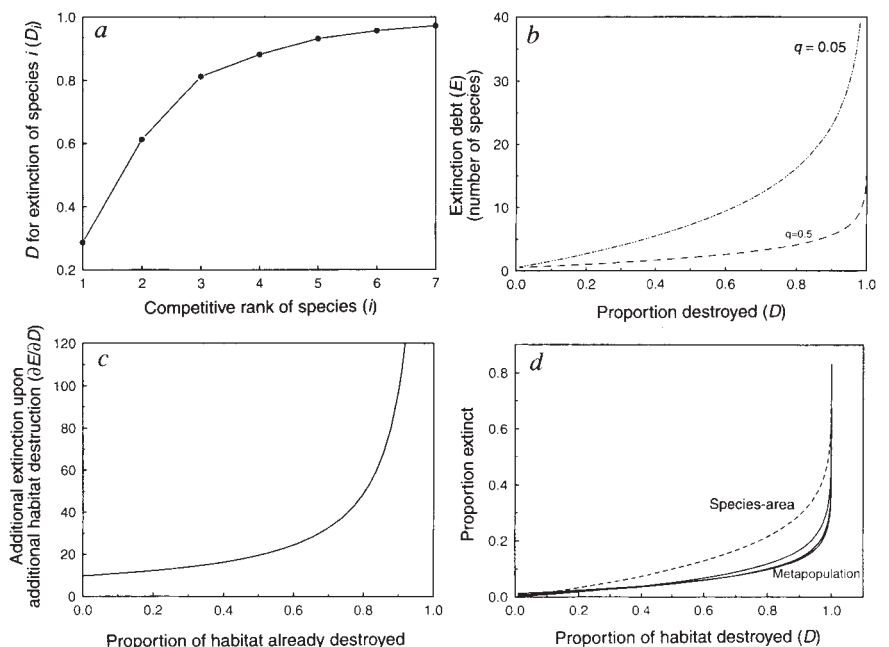 a
D for extinction of species i (Di)
1.0
0.8
0.6
0.4
0.2
1 2 3 4 5 6 7
Competitive rank of species (i)
b
q = 0.05
q=0.5
Extinction debt (E)
(number of species)
40
30
20
10
0
0.0 0.2 0.4 0.6 0.8 1.0
Proportion destroyed (D)
c
Additional extinction upon
additional habitat destruction (∂E/∂D)
120
100
80
60
40
20
0
0.0 0.2 0.4 0.6 0.8 1.0
Proportion of habitat already destroyed
d
Proportion extinct
0.8
0.6
0.4
0.2
0.0
Species-area
Metapopulation
0.0 0.2 0.4 0.6 0.8 1.0
Proportion of habitat destroyed (D)